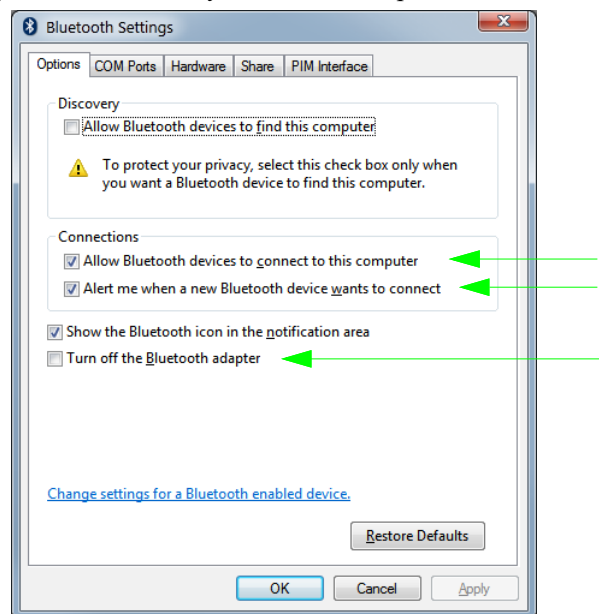 Bluetooth Settings
Options COM Ports Hardware Share PIM Interface
Discovery
Allow Bluetooth devices to find this computer
To protect your privacy, select this check box only when
you want a Bluetooth device to find this computer.
Connections
Allow Bluetooth devices to connect to this computer
Alert me when a new Bluetooth device wants to connect
Show the Bluetooth icon in the notification area
Turn off the Bluetooth adapter
Change settings for a Bluetooth enabled device.
Restore Defaults
OK Cancel Apply